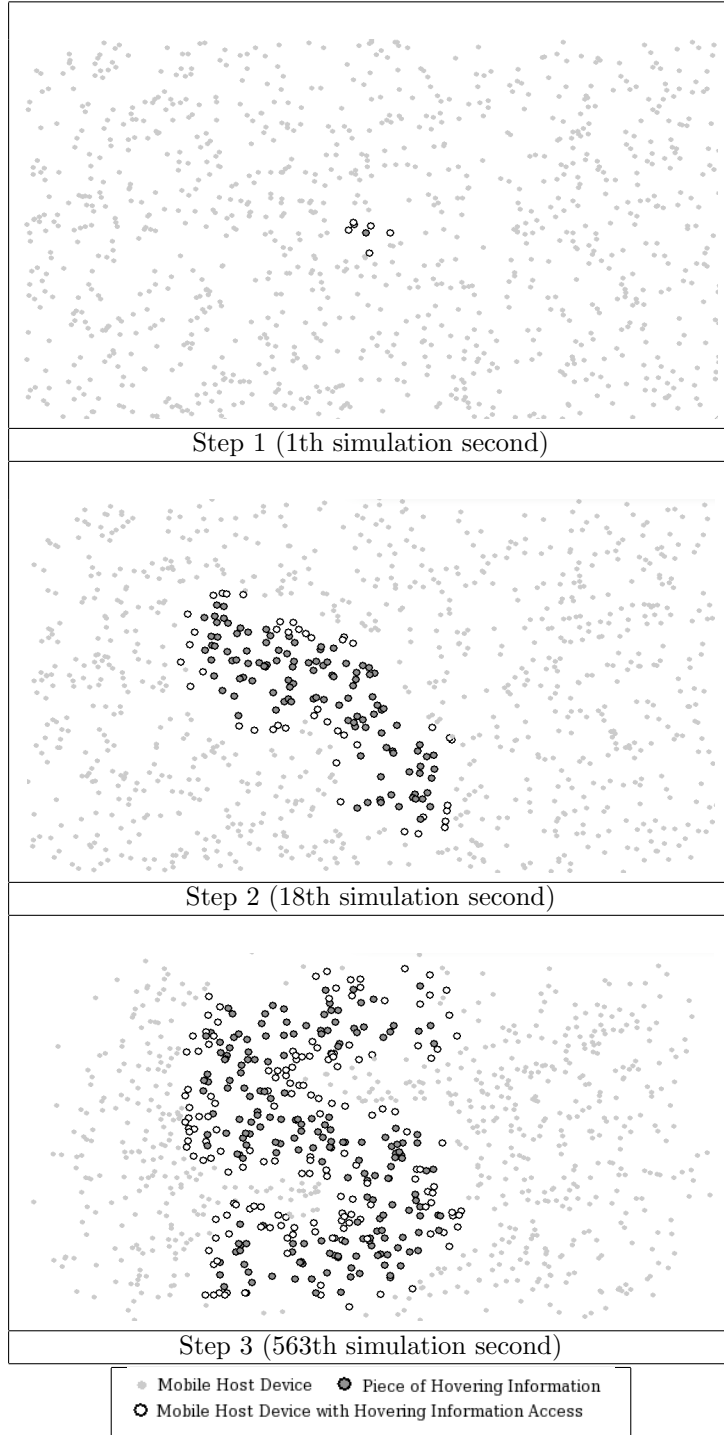 Step 1 (1th simulation second)
Step 2 (18th simulation second)
Step 3 (563th simulation second)
Mobile Host Device Piece of Hovering Information
Mobile Host Device with Hovering Information Access